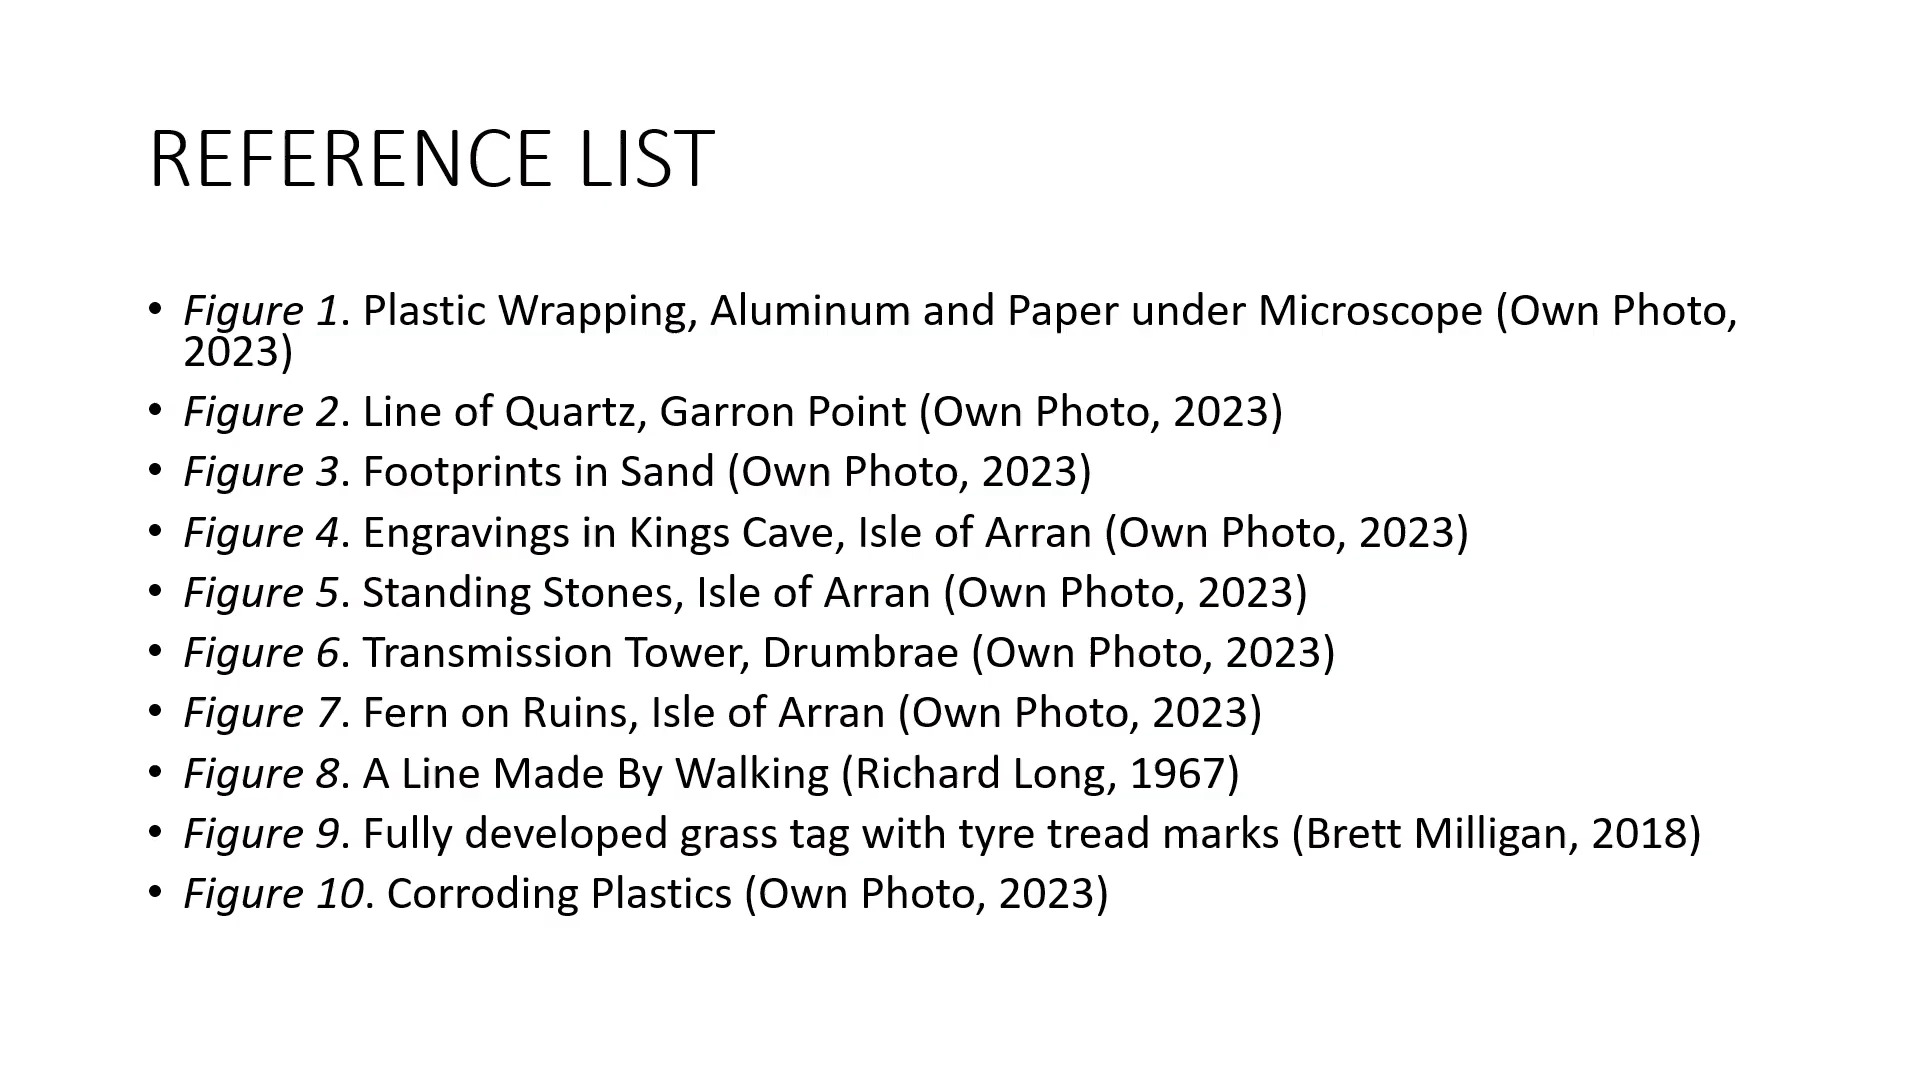 REFERENCE LIST
• Figure 1. Plastic Wrapping, Aluminum and Paper under Microscope (Own Photo,
2023)
• Figure 2. Line of Quartz, Garron Point (Own Photo, 2023)
• Figure 3. Footprints in Sand (Own Photo, 2023)
• Figure 4. Engravings in Kings Cave, Isle of Arran (Own Photo, 2023)
• Figure 5. Standing Stones, Isle of Arran (Own Photo, 2023)
• Figure 6. Transmission Tower, Drumbrae (Own Photo, 2023)
• Figure 7. Fern on Ruins, Isle of Arran (Own Photo, 2023)
• Figure 8. A Line Made By Walking (Richard Long, 1967)
• Figure 9. Fully developed grass tag with tyre tread marks (Brett Milligan, 2018)
• Figure 10. Corroding Plastics (Own Photo, 2023)